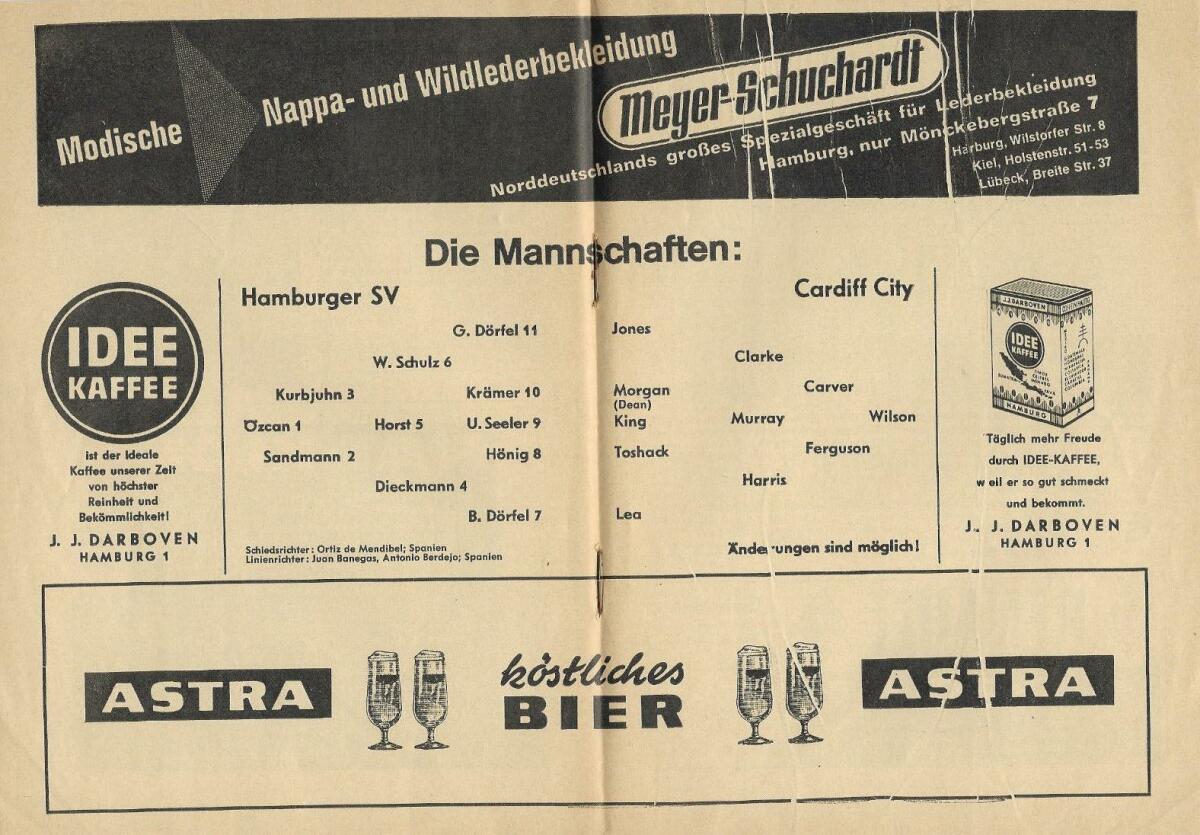 Modische Nappa- und Wildlederbekleidung
Meyer-Schuchardt
Norddeutschlands großes Spezialgeschäft für Lederbekleidung
Hamburg, nur Mönckebergstraße 7
Harburg, Wilstorfer Str. 8
Kiel, Holstenstr. 51-53
Lübeck, Breite Str. 37
Die Mannschaften:
IDEE
KAFFEE
ist der Ideale
Kaffee unserer Zeit
von höchster
Reinheit und
Bekömmlichkeit!
J. J. DARBOVEN
HAMBURG 1
Hamburger SV
G. Dörfel 11
W. Schulz 6
Kurbjuhn 3 Krämer 10
Özcan 1 Horst 5 U. Seeler 9
Sandmann 2 Hönig 8
Dieckmann 4
B. Dörfel 7
Schiedsrichter: Ortiz de Mendibel; Spanien
Linienrichter: Juan Banegas, Antonio Berdejo; Spanien
Cardiff City
Jones
Clarke
Morgan Carver
(Dean)
King Murray Wilson
Toshack Ferguson
Harris
Lea
Änderungen sind möglich!
J. J. DARBOVEN
IDEE
KAFFEE
HAMBURG 1
Täglich mehr Freude
durch IDEE-KAFFEE,
weil er so gut schmeckt
und bekommt.
J. J. DARBOVEN
HAMBURG 1
ASTRA
köstliches
BIER
ASTRA